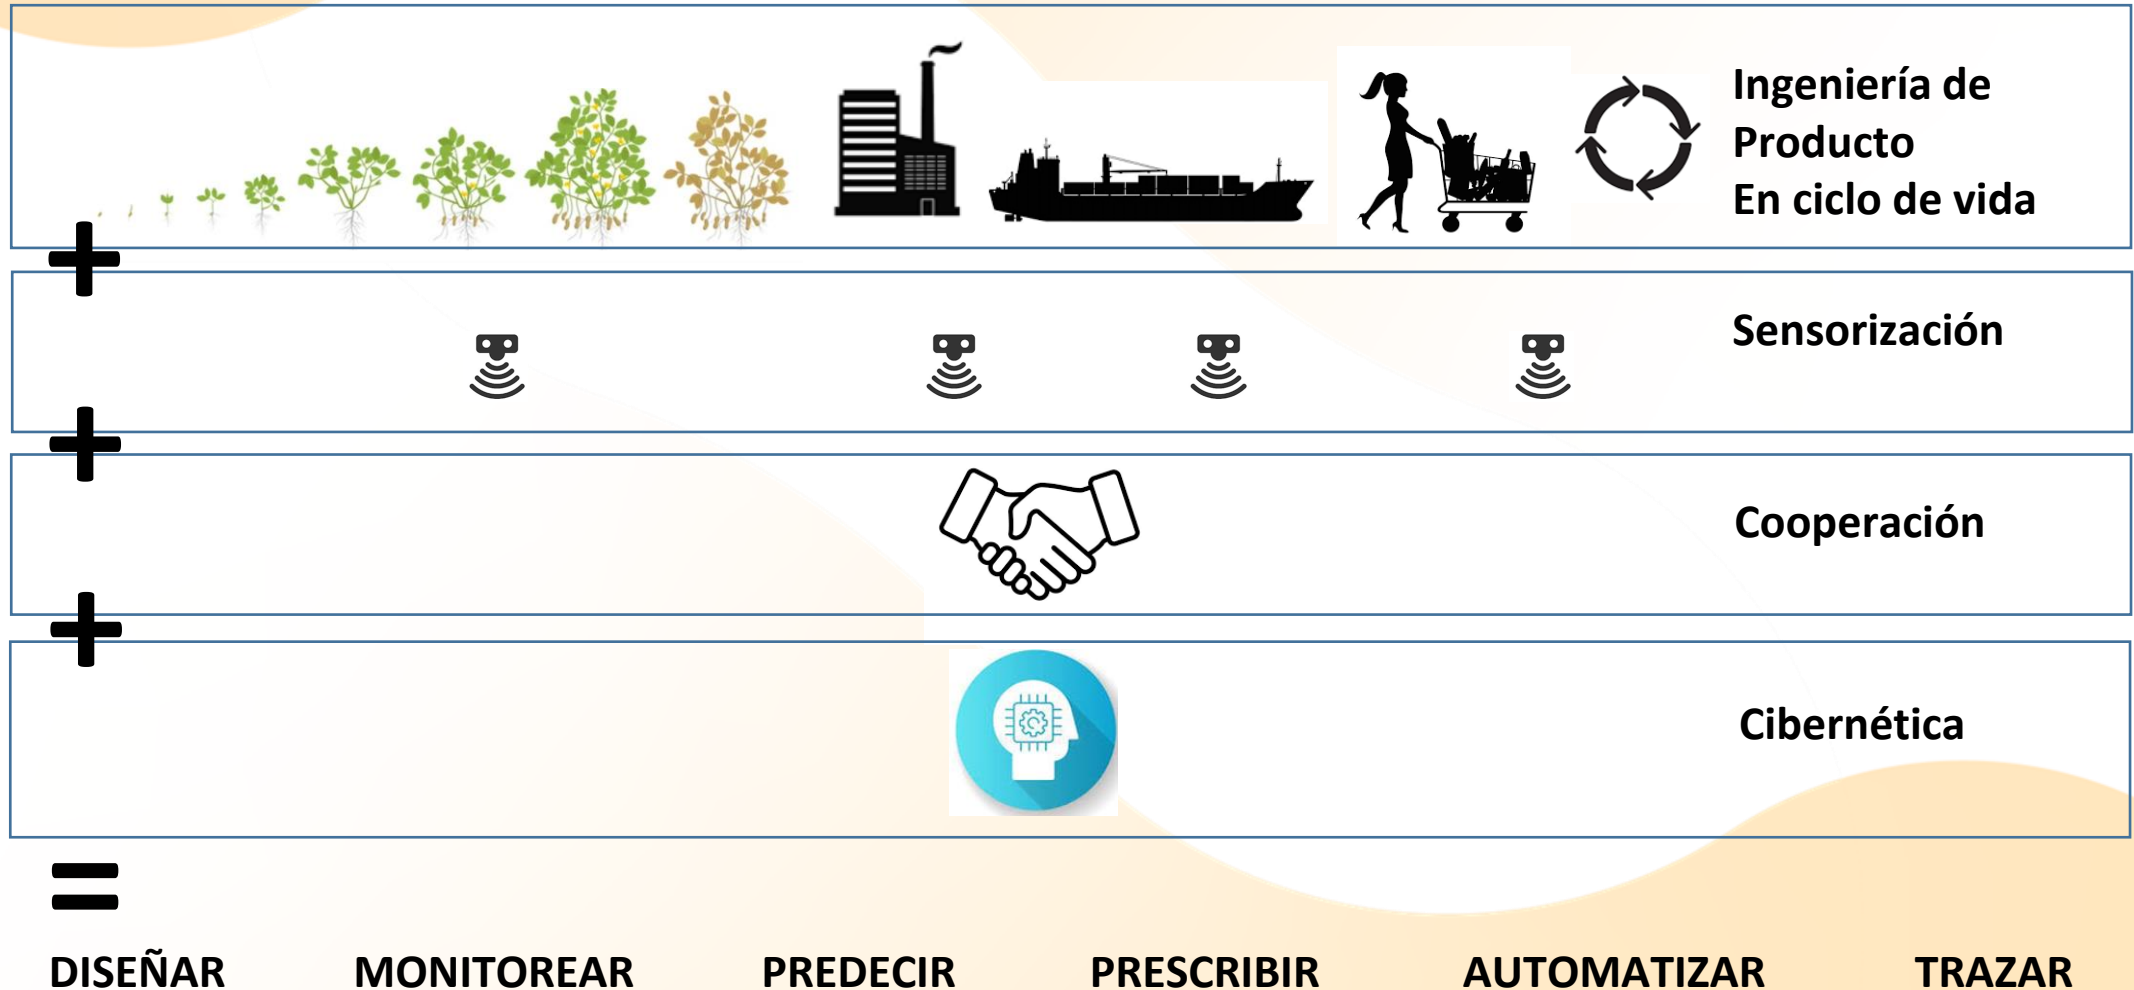 Ingeniería de
Producto
En ciclo de vida
+
Sensorización
+
Cooperación
+
Cibernética
=
DISEÑAR MONITOREAR PREDECIR PRESCRIBIR AUTOMATIZAR TRAZAR